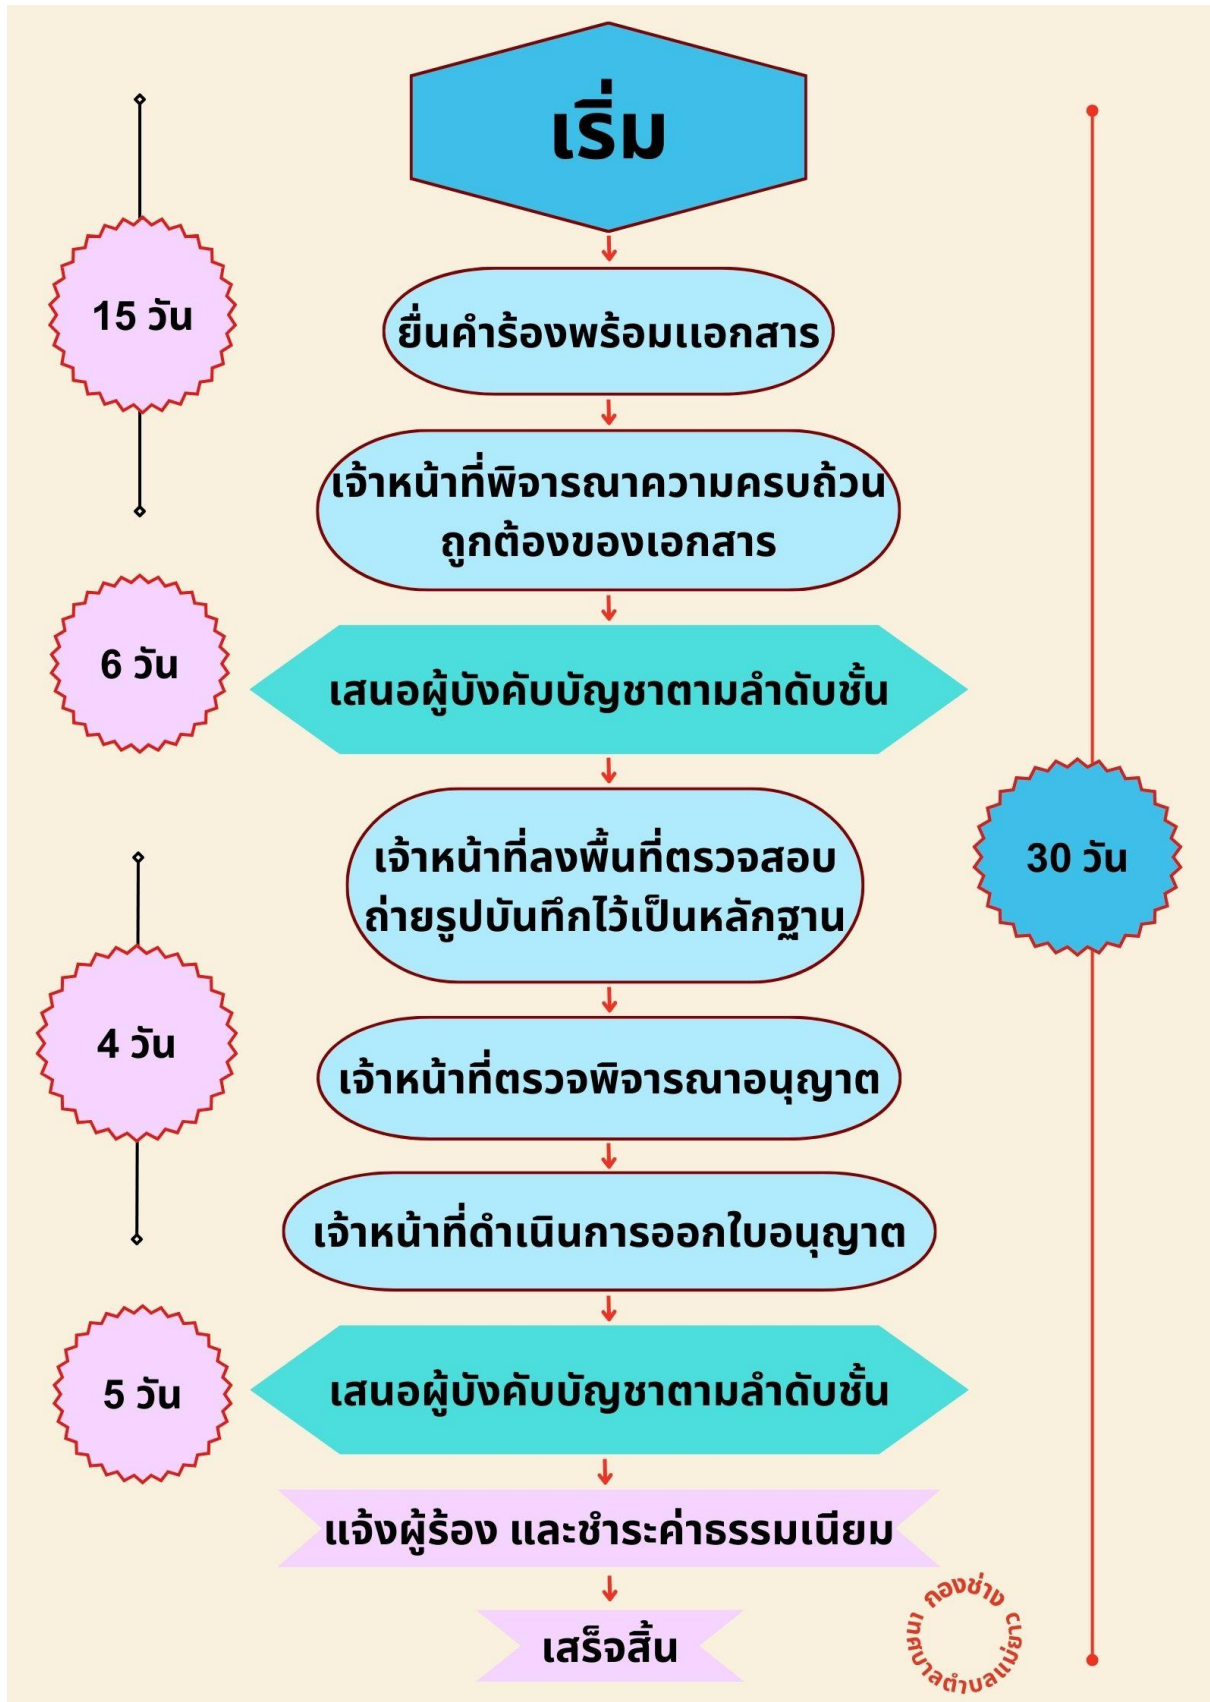 เริ่ม
15 วัน
ยื่นคำร้องพร้อมแอกสาร
เจ้าหน้าที่พิจารณาความครบถ้วน
ถูกต้องของเอกสาร
6 วัน
เสนอผู้บังคับบัญชาตามลำดับชั้น
เจ้าหน้าที่ลงพื้นที่ตรวจสอบ
ถ่ายรูปบันทึกไว้เป็นหลักฐาน
30 วัน
4 วัน
เจ้าหน้าที่ตรวจพิจารณาอนุญาต
เจ้าหน้าที่ดำเนินการออกใบอนุญาต
5 วัน
เสนอผู้บังคับบัญชาตามลำดับชั้น
แจ้งผู้ร้อง และชำระค่าธรรมเนียม
เสร็จสิ้น
กองช่าง
เทศบาลตำบลแม่ยาว